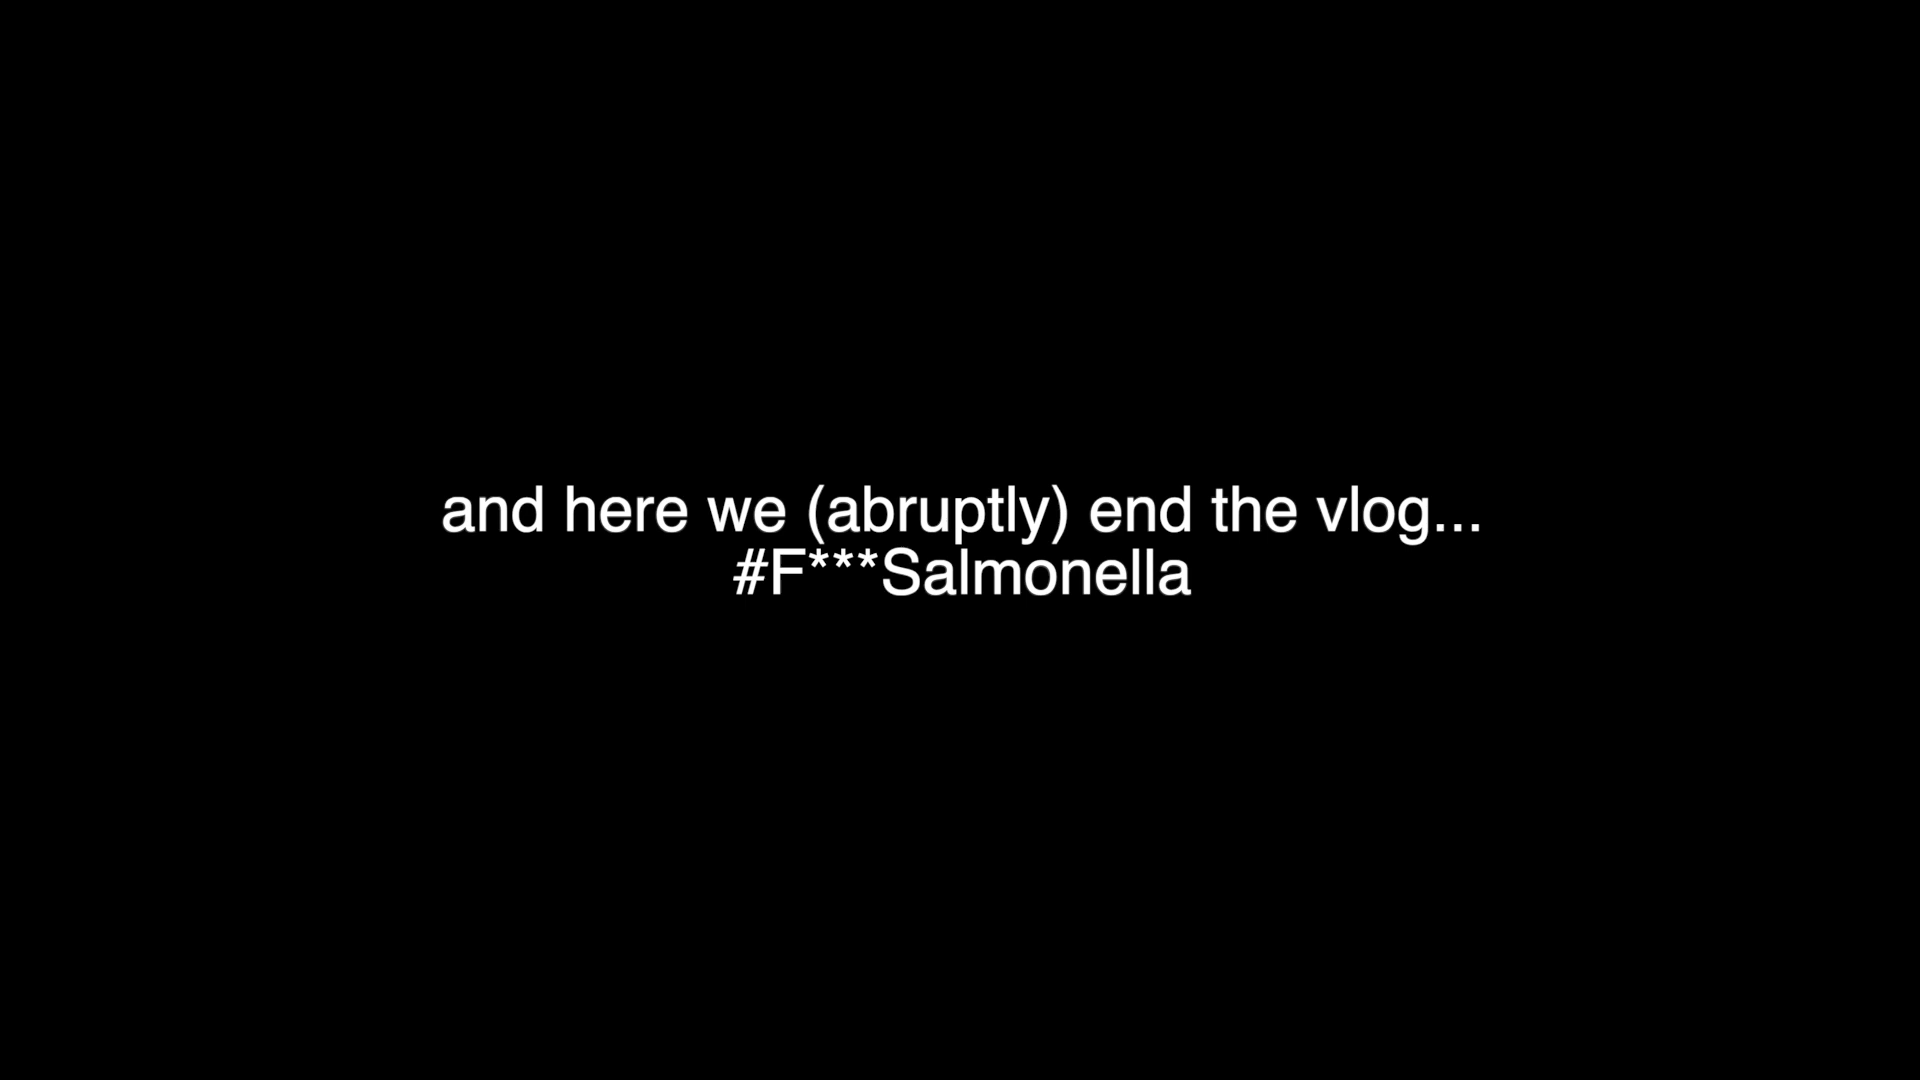 and here we (abruptly) end the vlog...
#F***Salmonella